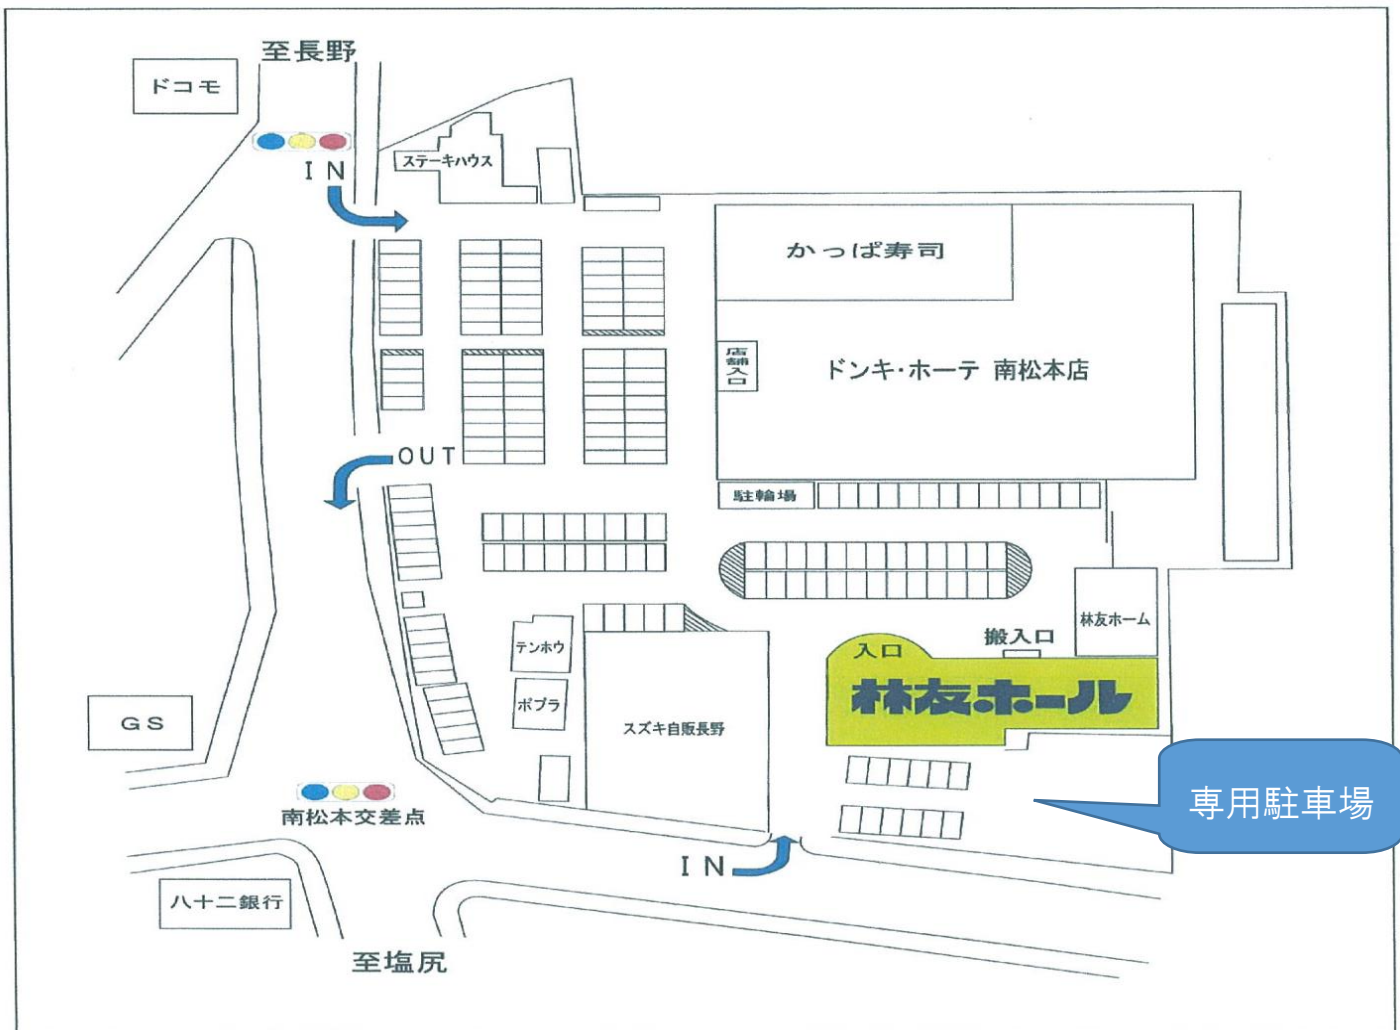 至長野
ドコモ
IN
ステーキハウス
かっぱ寿司
店舗入口
ドンキ・ホーテ 南松本店
OUT
駐輪場
林友ホーム
搬入口
入口
テンホウ
林友ホール
ポプラ
GS
スズキ自販長野
専用駐車場
南松本交差点
IN
八十二銀行
至塩尻